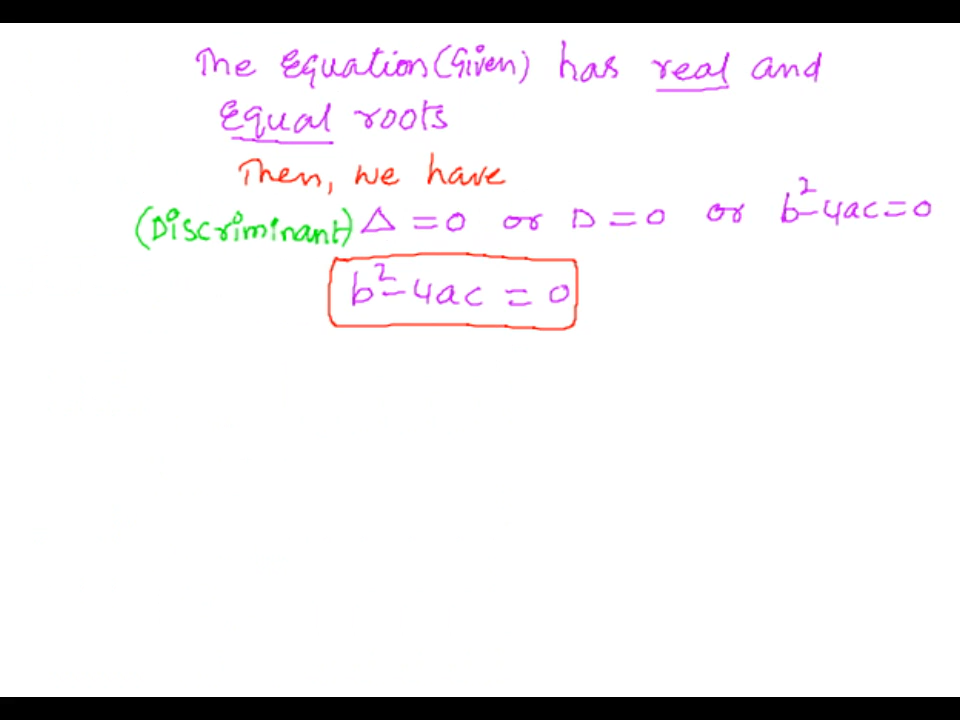 The Equation (Given) has real and
Equal roots
Then, we have
(Discriminant) Δ = 0 or D = 0 or b²-4ac = 0
b²-4ac = 0